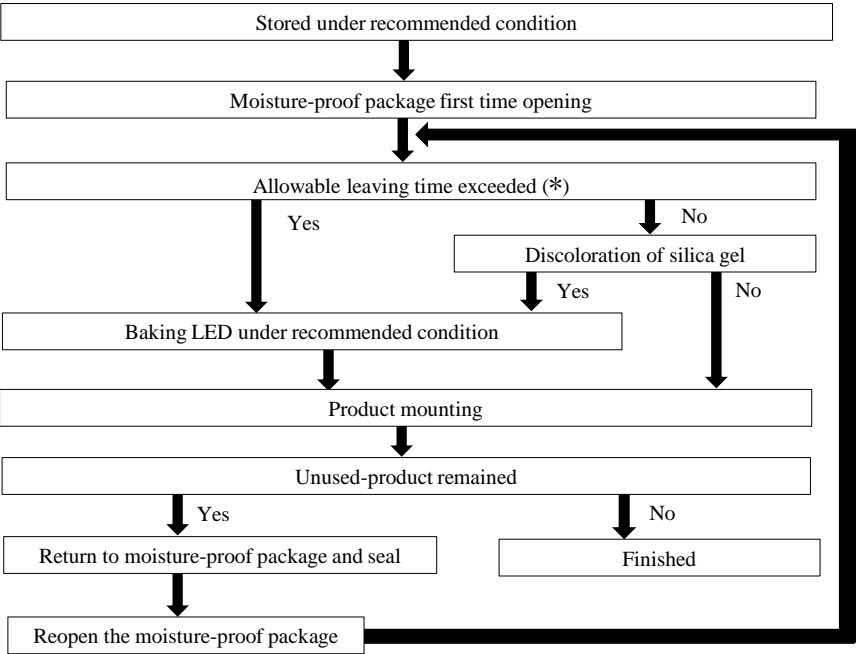 Stored under recommended condition
Moisture-proof package first time opening
Allowable leaving time exceeded (*)
Yes
No
Discoloration of silica gel
Yes
No
Baking LED under recommended condition
Product mounting
Unused-product remained
Yes
No
Return to moisture-proof package and seal
Finished
Reopen the moisture-proof package